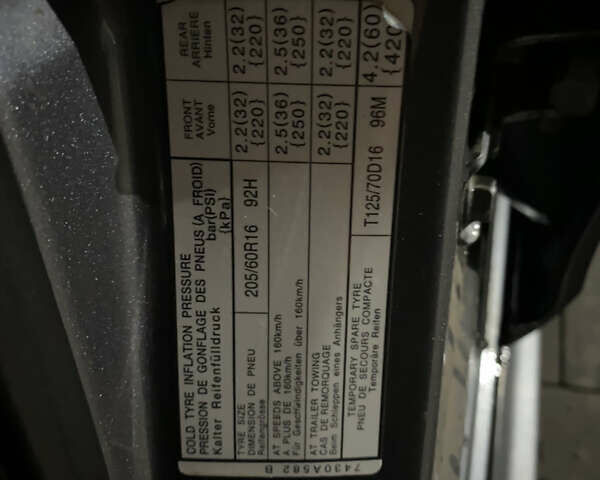 COLD TYRE INFLATION PRESSURE
PRESSION DE GONFLAGE DES PNEUS(A FROID)
Kalter Reifenfülldruck
bar(PSI)
{kPa}
FRONT
AVANT
Vorne
REAR
ARRIERE
Hinten
TYRE SIZE
DIMENSION DE PNEU
Reifengrösse
205/60R16 92H
2.2(32)
{220}
2.2(32)
{220}
AT SPEEDS ABOVE 160km/h
A PLUS DE 160km/h
Für Geschwindigkeiten über 160km/h
2.5(36)
{250}
2.5(36)
{250}
AT TRAILER TOWING
CAS DE REMORQUAGE
Beim Schleppen eines Anhängers
2.2(32)
{220}
2.2(32)
{220}
TEMPORARY SPARE TYRE
PNEU DE SECOURS COMPACTE
Temporäre Reifen
T125/70D16 96M
4.2(60)
{420
7430A582 B